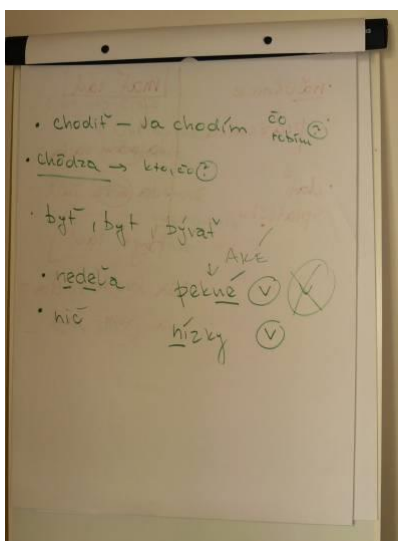 • chodiť – Ja chodím čo robím?
• chôdza → kto, čo?
• byť, byt, bývať
AKÉ
• nedeľa pekné V V
• nič nízky V